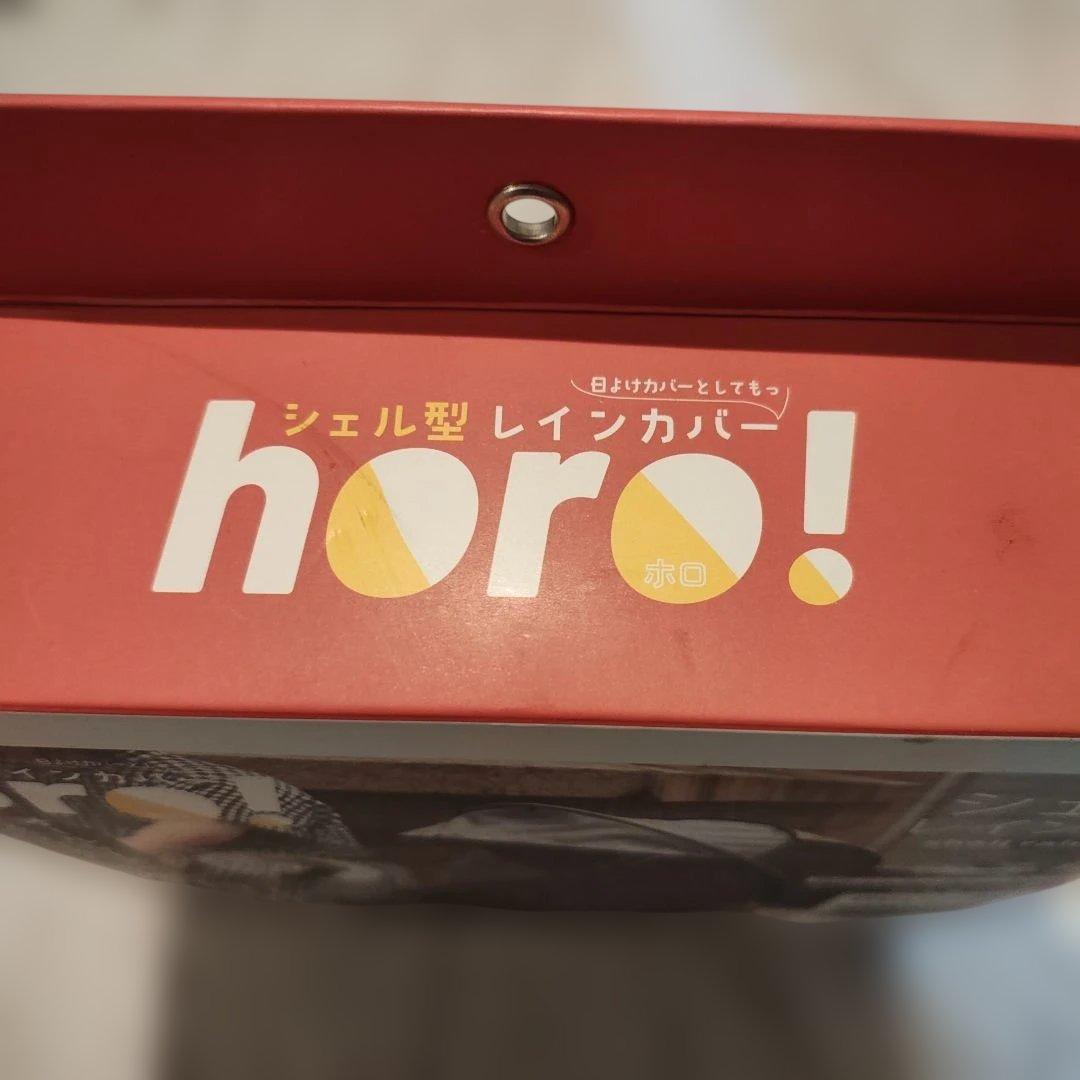 日よけカバーとしてもっ
シェル型 レインカバー
horo!
ホロ